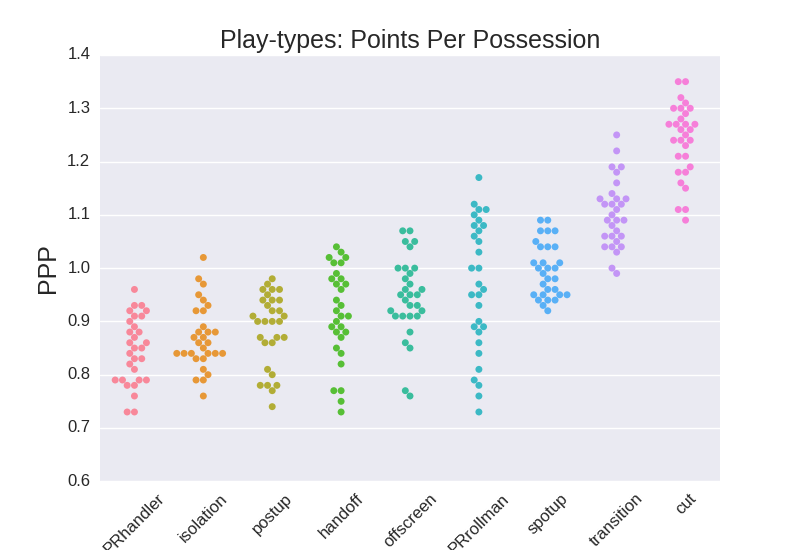 Play-types: Points Per Possession
PPP
1.4
1.3
1.2
1.1
1.0
0.9
0.8
0.7
0.6
PRhandler
isolation
postup
handoff
offscreen
PRrollman
spotup
transition
cut